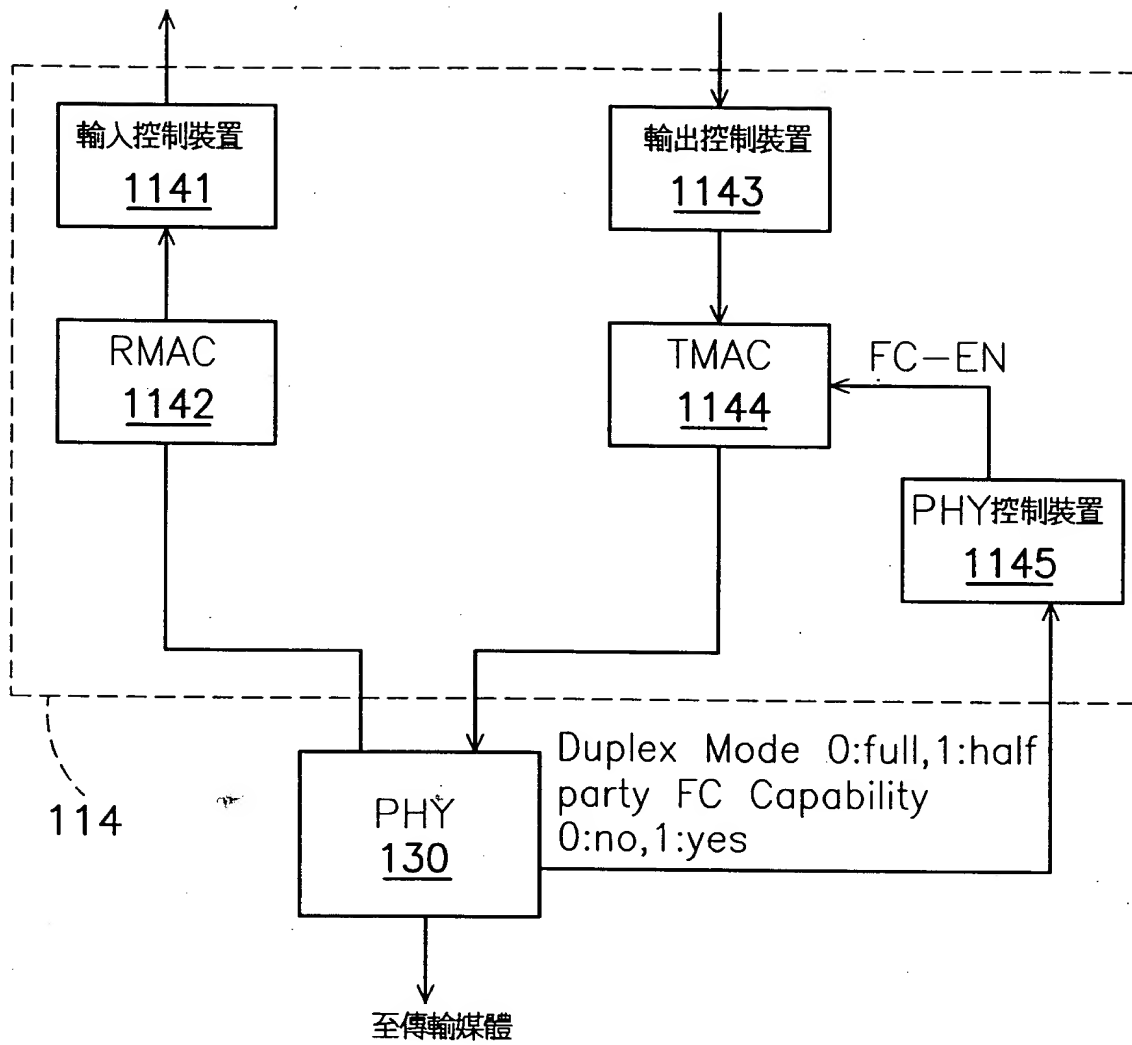 輸入控制裝置
1141
輸出控制裝置
1143
RMAC
1142
TMAC
1144
FC-EN
PHY控制裝置
1145
Duplex Mode 0:full,1:half
party FC Capability
0:no,1:yes
114
PHY
130
至傳輸媒體